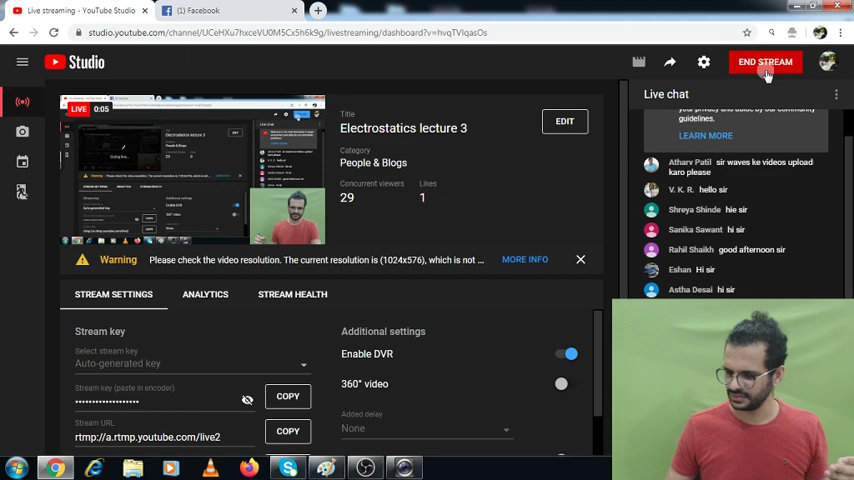 Live streaming - YouTube Studio
(1) Facebook
studio.youtube.com/channel/UCeHXu7hxceVU0M5Cx5h6UIg/livestreaming/dashboard?v=hvqTVlqasOs
Studio
END STREAM
LIVE 0:05
Electrostatics lecture 3
People & Blogs
Title
Electrostatics lecture 3
Category
People & Blogs
Concurrent viewers
29
Likes
1
EDIT
Warning Please check the video resolution. The current resolution is (1024x576), which is not ...
MORE INFO
STREAM SETTINGS
ANALYTICS
STREAM HEALTH
Stream key
Select stream key
Auto-generated key
Stream key (paste in encoder)
••••••••••••••••••••
COPY
Stream URL
rtmp://a.rtmp.youtube.com/live2
COPY
Additional settings
Enable DVR
360° video
Added delay
None
Live chat
your privacy and abide by our community
guidelines.
LEARN MORE
Atharv Patil sir waves ke videos upload
karo please
V. K. R. hello sir
Shreya Shinde hie sir
Sanika Sawant hi sir
Rahil Shaikh good afternoon sir
Eshan Hi sir
Astha Desai hi sir